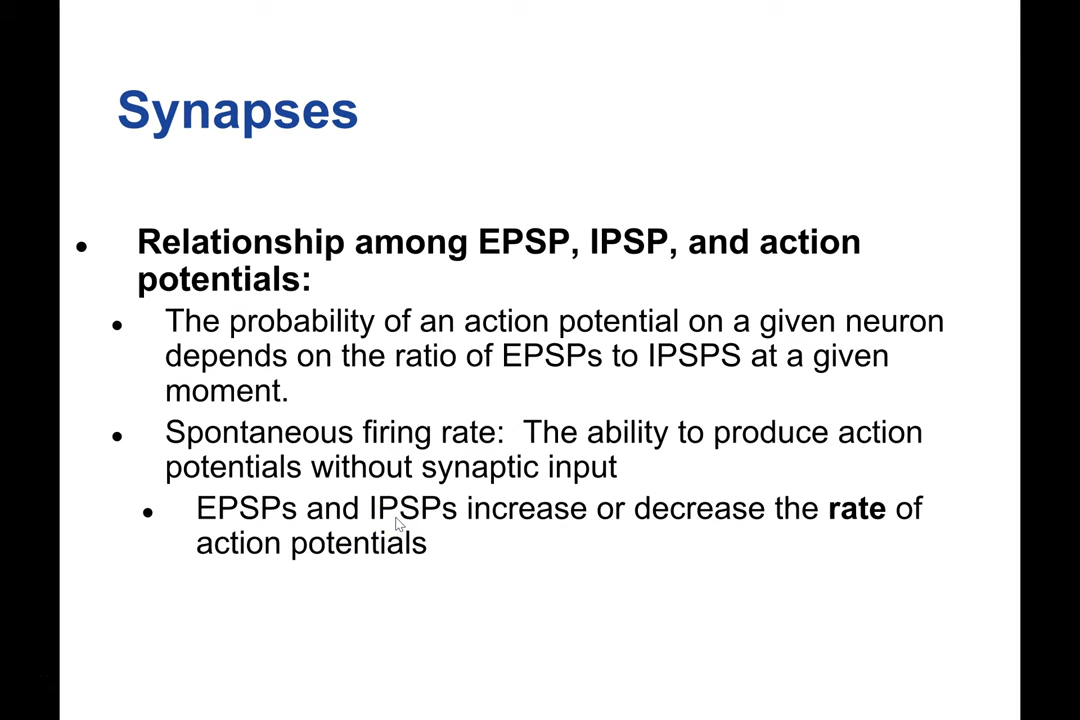 Synapses
Relationship among EPSP, IPSP, and action
potentials:
The probability of an action potential on a given neuron
depends on the ratio of EPSPs to IPSPS at a given
moment.
Spontaneous firing rate:  The ability to produce action
potentials without synaptic input
EPSPs and IPSPs increase or decrease the rate of
action potentials